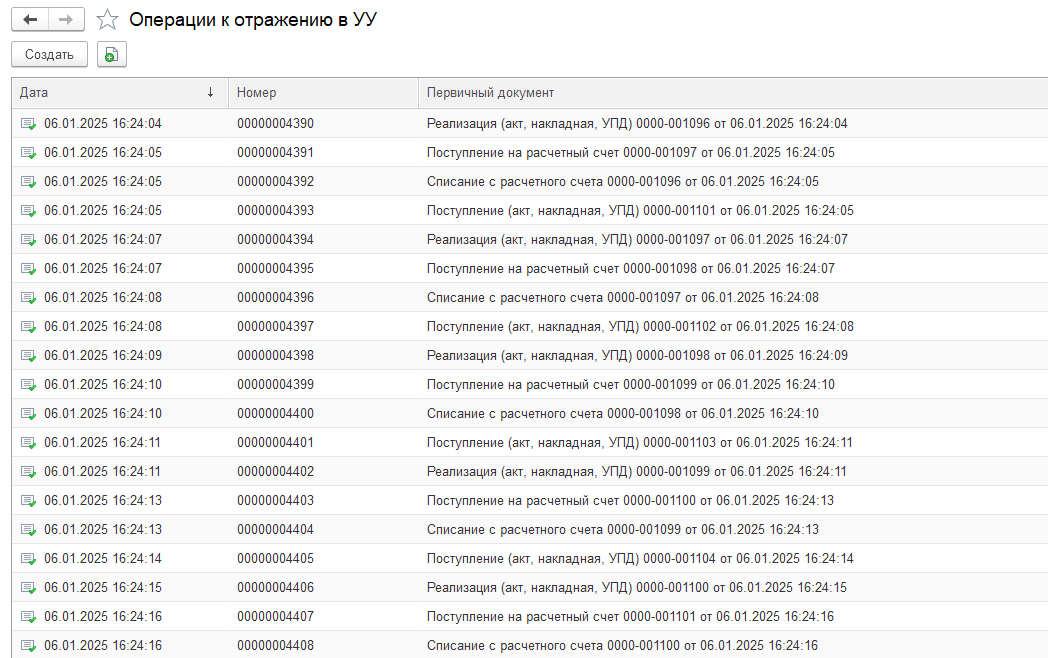 Операции к отражению в УУ
Создать
Дата ↓ Номер Первичный документ
06.01.2025 16:24:04 00000004390 Реализация (акт, накладная, УПД) 0000-001096 от 06.01.2025 16:24:04
06.01.2025 16:24:05 00000004391 Поступление на расчетный счет 0000-001097 от 06.01.2025 16:24:05
06.01.2025 16:24:05 00000004392 Списание с расчетного счета 0000-001096 от 06.01.2025 16:24:05
06.01.2025 16:24:05 00000004393 Поступление (акт, накладная, УПД) 0000-001101 от 06.01.2025 16:24:05
06.01.2025 16:24:07 00000004394 Реализация (акт, накладная, УПД) 0000-001097 от 06.01.2025 16:24:07
06.01.2025 16:24:07 00000004395 Поступление на расчетный счет 0000-001098 от 06.01.2025 16:24:07
06.01.2025 16:24:08 00000004396 Списание с расчетного счета 0000-001097 от 06.01.2025 16:24:08
06.01.2025 16:24:08 00000004397 Поступление (акт, накладная, УПД) 0000-001102 от 06.01.2025 16:24:08
06.01.2025 16:24:09 00000004398 Реализация (акт, накладная, УПД) 0000-001098 от 06.01.2025 16:24:09
06.01.2025 16:24:10 00000004399 Поступление на расчетный счет 0000-001099 от 06.01.2025 16:24:10
06.01.2025 16:24:10 00000004400 Списание с расчетного счета 0000-001098 от 06.01.2025 16:24:10
06.01.2025 16:24:11 00000004401 Поступление (акт, накладная, УПД) 0000-001103 от 06.01.2025 16:24:11
06.01.2025 16:24:11 00000004402 Реализация (акт, накладная, УПД) 0000-001099 от 06.01.2025 16:24:11
06.01.2025 16:24:13 00000004403 Поступление на расчетный счет 0000-001100 от 06.01.2025 16:24:13
06.01.2025 16:24:13 00000004404 Списание с расчетного счета 0000-001099 от 06.01.2025 16:24:13
06.01.2025 16:24:14 00000004405 Поступление (акт, накладная, УПД) 0000-001104 от 06.01.2025 16:24:14
06.01.2025 16:24:15 00000004406 Реализация (акт, накладная, УПД) 0000-001100 от 06.01.2025 16:24:15
06.01.2025 16:24:16 00000004407 Поступление на расчетный счет 0000-001101 от 06.01.2025 16:24:16
06.01.2025 16:24:16 00000004408 Списание с расчетного счета 0000-001100 от 06.01.2025 16:24:16